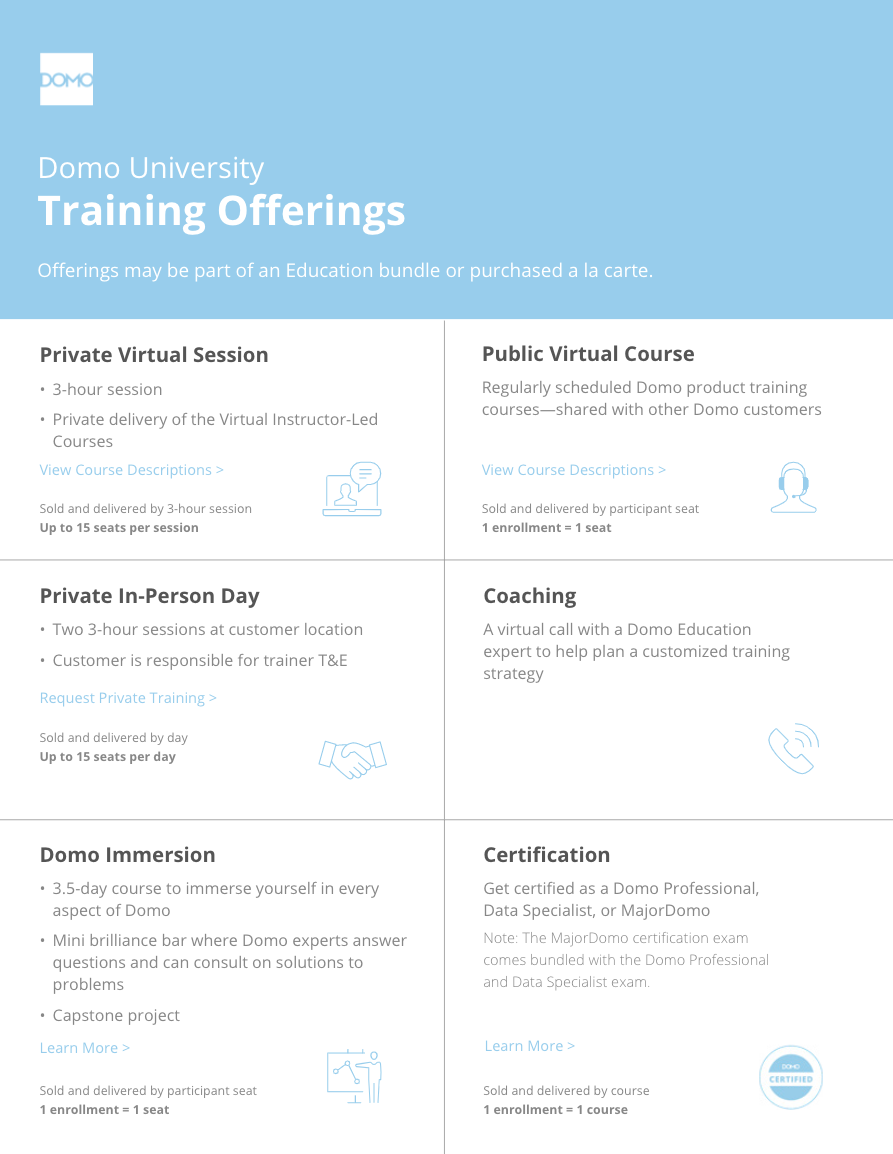 DOMO
Domo University
Training Offerings
Offerings may be part of an Education bundle or purchased a la carte.
Private Virtual Session
• 3-hour session
• Private delivery of the Virtual Instructor-Led
Courses
View Course Descriptions >
Sold and delivered by 3-hour session
Up to 15 seats per session
Public Virtual Course
Regularly scheduled Domo product training
courses—shared with other Domo customers
View Course Descriptions >
Sold and delivered by participant seat
1 enrollment = 1 seat
Private In-Person Day
• Two 3-hour sessions at customer location
• Customer is responsible for trainer T&E
Request Private Training >
Sold and delivered by day
Up to 15 seats per day
Coaching
A virtual call with a Domo Education
expert to help plan a customized training
strategy
Domo Immersion
• 3.5-day course to immerse yourself in every
aspect of Domo
• Mini brilliance bar where Domo experts answer
questions and can consult on solutions to
problems
• Capstone project
Learn More >
Sold and delivered by participant seat
1 enrollment = 1 seat
Certification
Get certified as a Domo Professional,
Data Specialist, or MajorDomo
Note: The MajorDomo certification exam
comes bundled with the Domo Professional
and Data Specialist exam.
Learn More >
Sold and delivered by course
1 enrollment = 1 course
DOMO
CERTIFIED